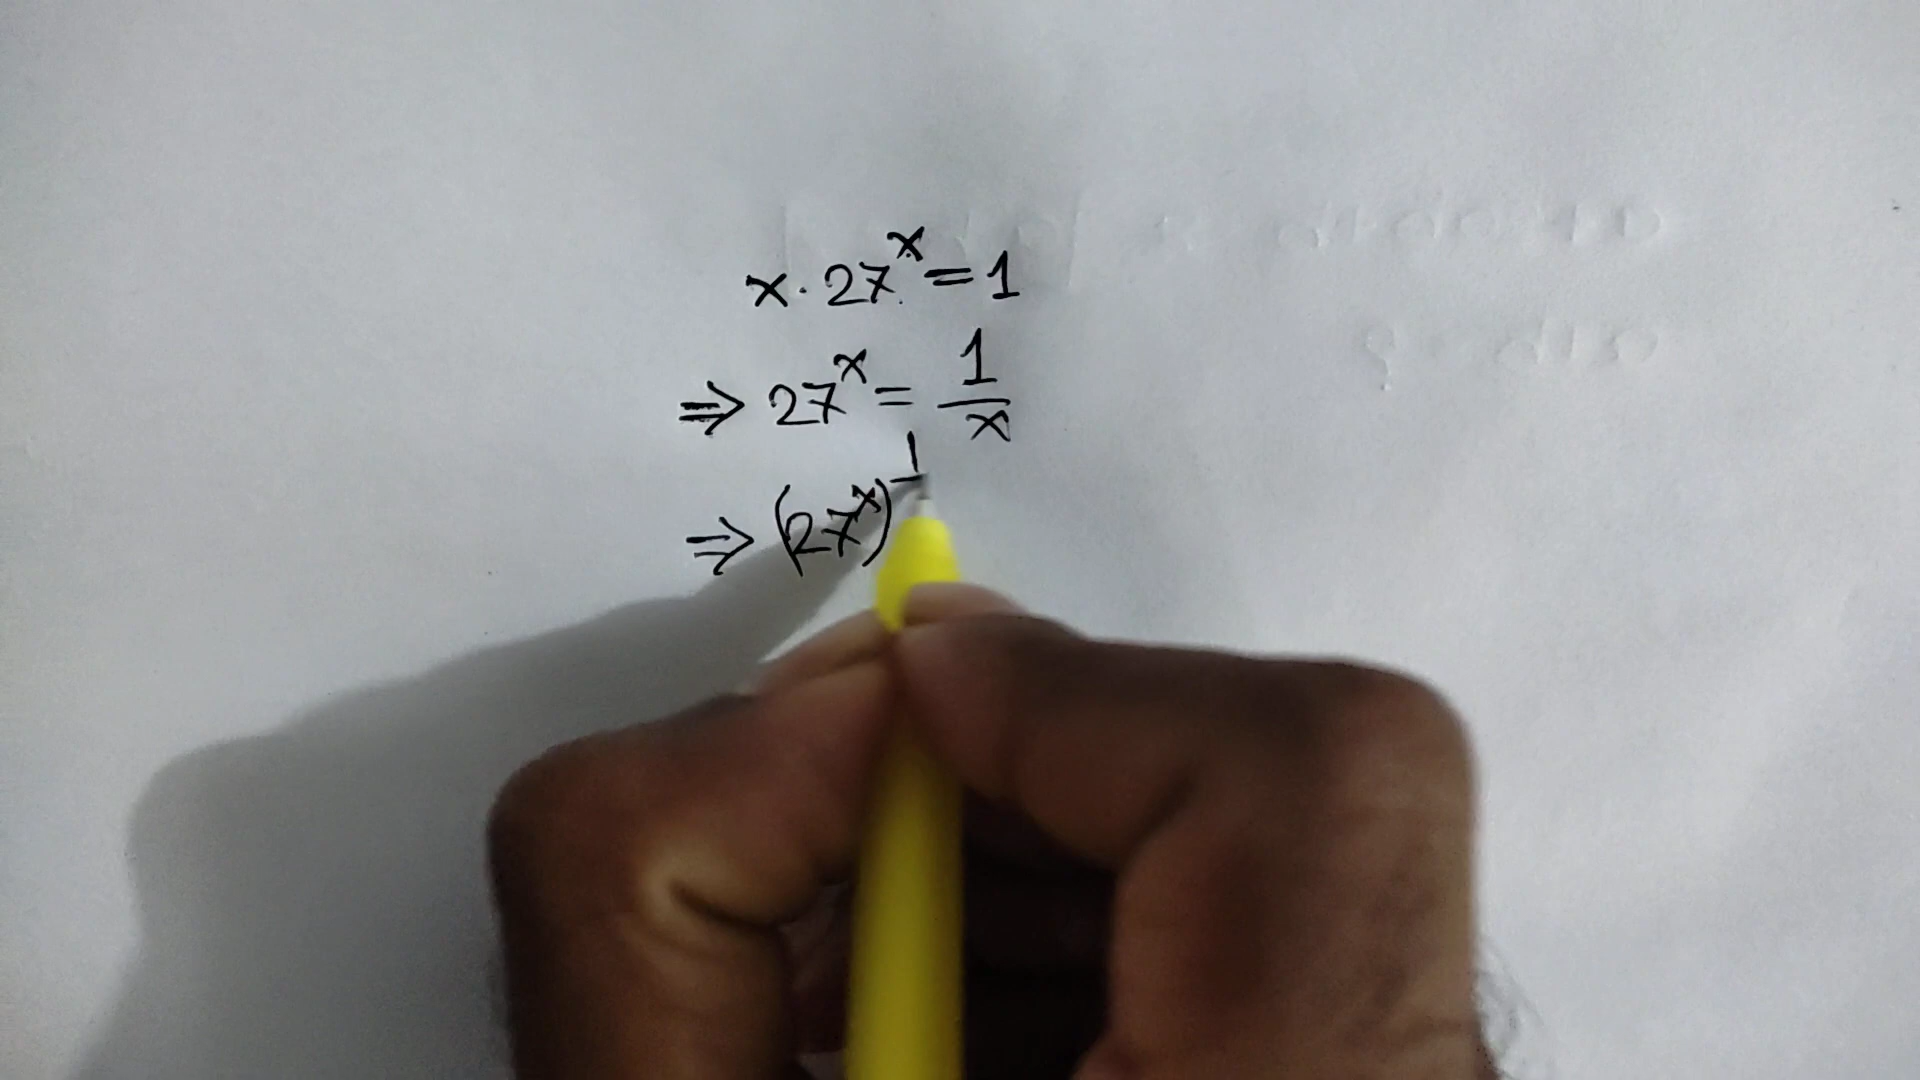 x · 27^x = 1
⇒ 27^x = 1/x
⇒ (27^x)^1